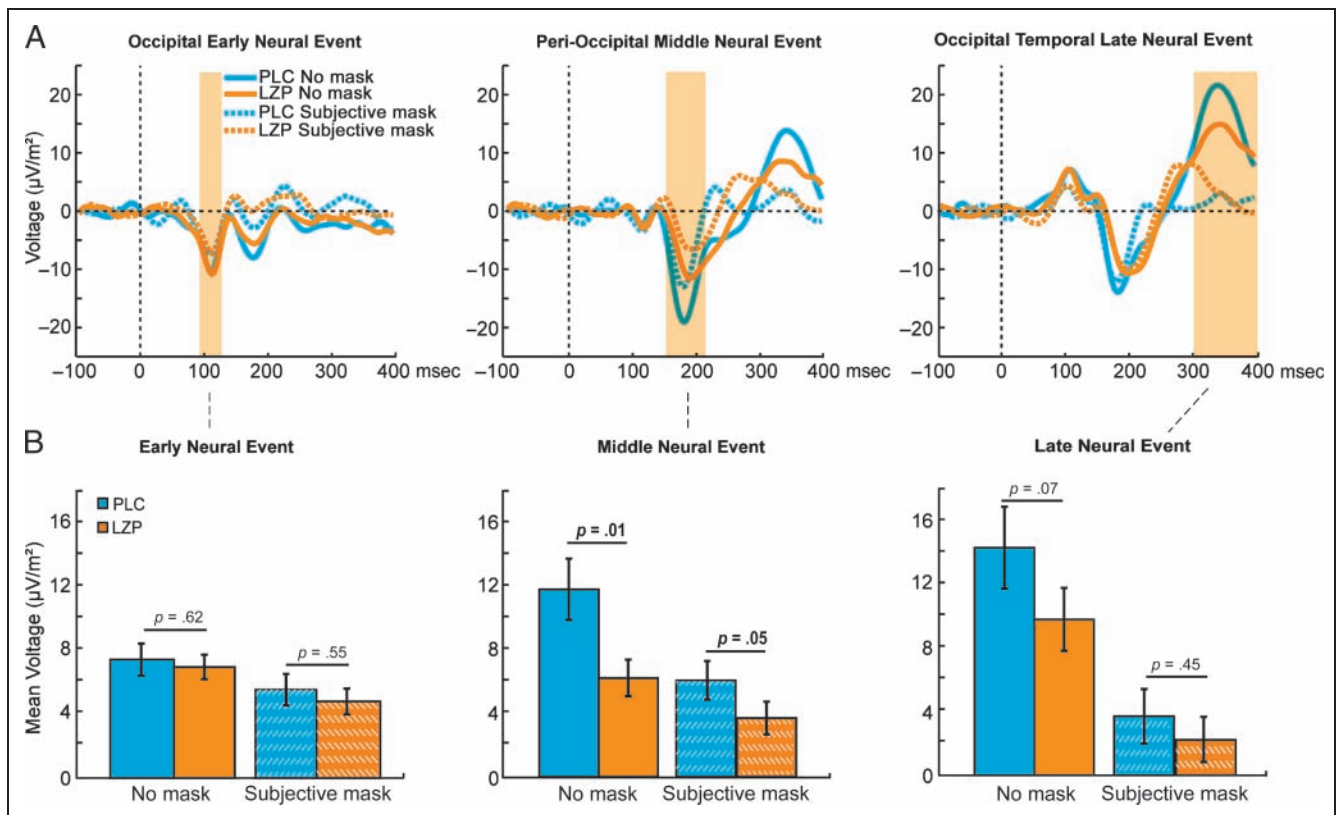 A
Occipital Early Neural Event
Peri-Occipital Middle Neural Event
Occipital Temporal Late Neural Event
PLC No mask
LZP No mask
PLC Subjective mask
LZP Subjective mask
Voltage (µV/m²)
20
10
0
−10
−20
−100 0 100 200 300 400 msec
20
10
0
−10
−20
−100 0 100 200 300 400 msec
20
10
0
−10
−20
−100 0 100 200 300 400 msec
B
Early Neural Event
Middle Neural Event
Late Neural Event
PLC
LZP
Mean Voltage (µV/m²)
16
12
8
4
0
p = .62
p = .55
No mask Subjective mask
16
12
8
4
0
p = .01
p = .05
No mask Subjective mask
16
12
8
4
0
p = .07
p = .45
No mask Subjective mask